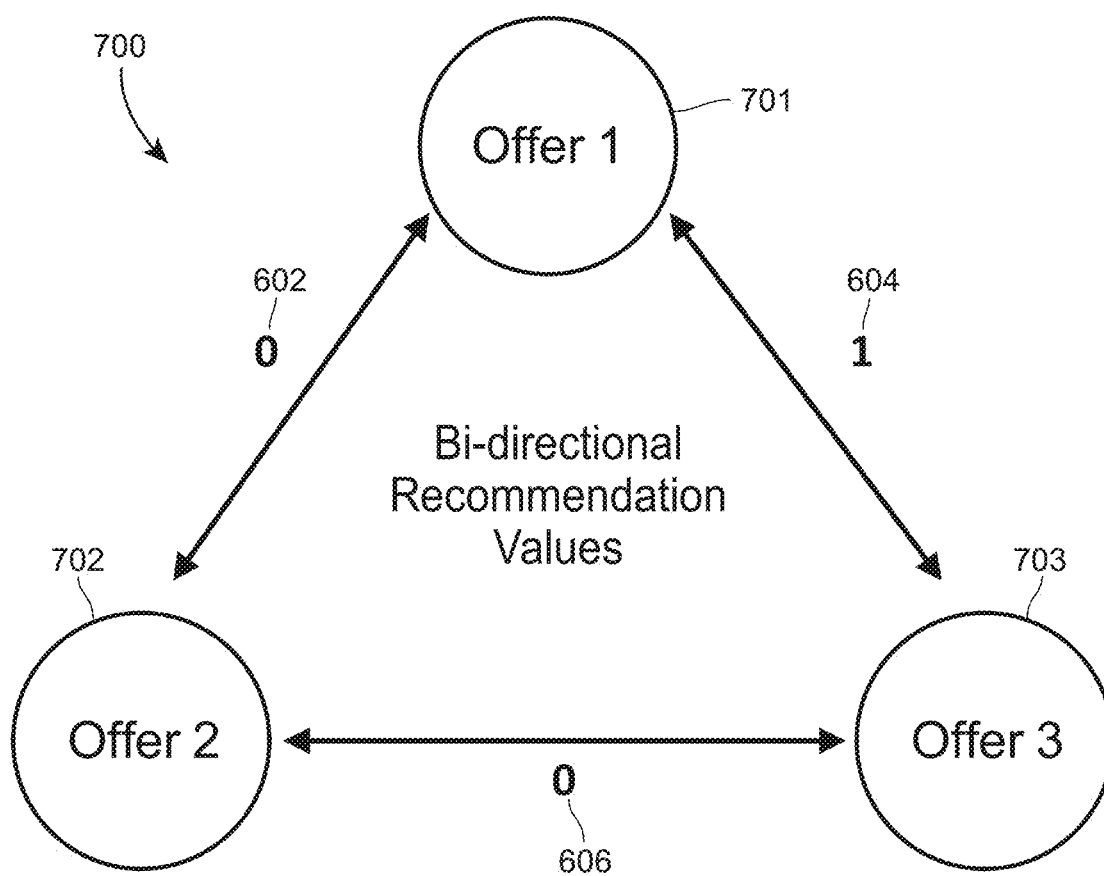 700
701
Offer 1
602
0
604
1
Bi-directional
Recommendation
Values
702
703
Offer 2
Offer 3
0
606